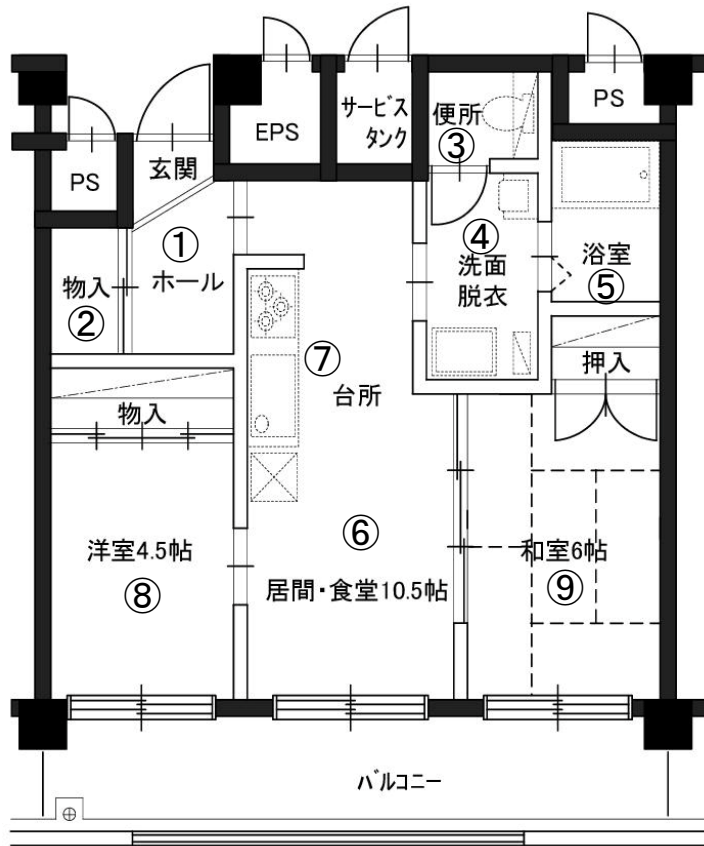 EPS
サービス
タンク
便所
③
PS
PS
玄関
①
ホール
物入
②
④
洗面
脱衣
浴室
⑤
⑦
台所
押入
物入
洋室4.5帖
⑧
⑥
居間・食堂10.5帖
和室6帖
⑨
バルコニー